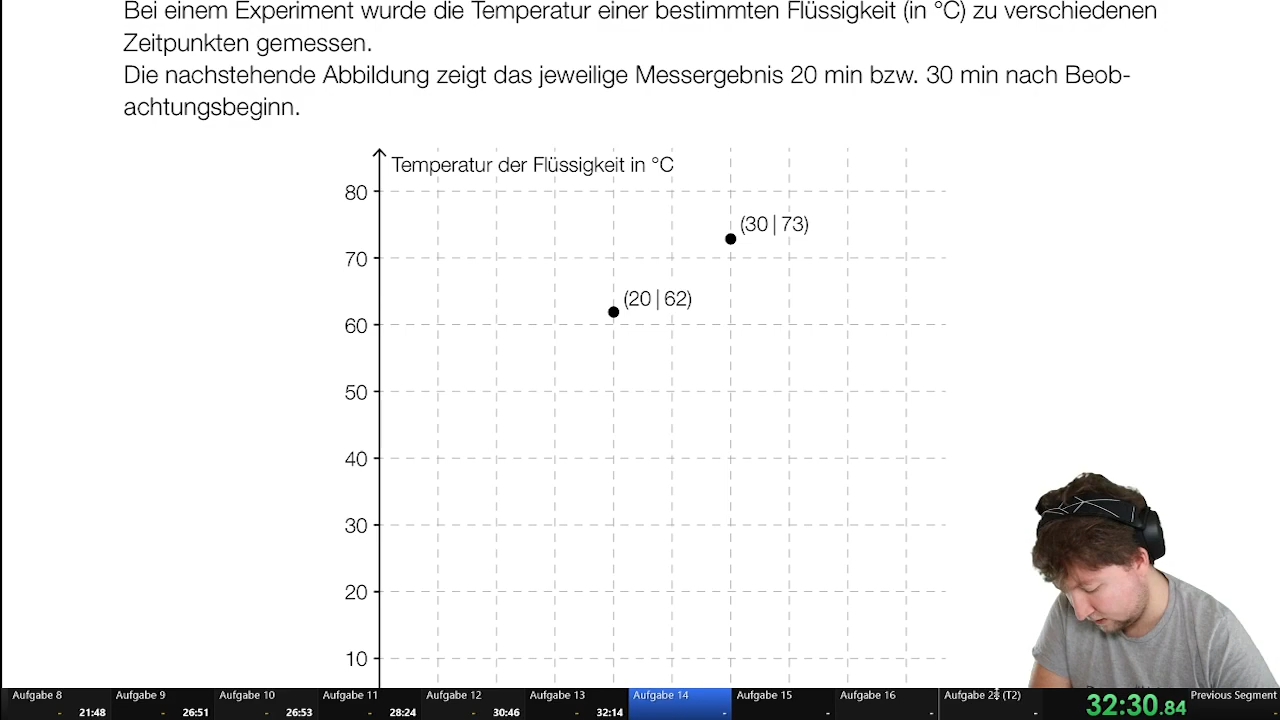 Bei einem Experiment wurde die Temperatur einer bestimmten Flüssigkeit (in °C) zu verschiedenen
Zeitpunkten gemessen.
Die nachstehende Abbildung zeigt das jeweilige Messergebnis 20 min bzw. 30 min nach Beob-
achtungsbeginn.
Temperatur der Flüssigkeit in °C
80
(30 | 73)
70
(20 | 62)
60
50
40
30
20
10
Aufgabe 8 Aufgabe 9 Aufgabe 10 Aufgabe 11 Aufgabe 12 Aufgabe 13 Aufgabe 14 Aufgabe 15 Aufgabe 16 (T2) 32:30.84 Previous Segment
- 21:48 - 26:51 - 26:53 - 28:24 - 30:46 - 32:14 - - - - - -